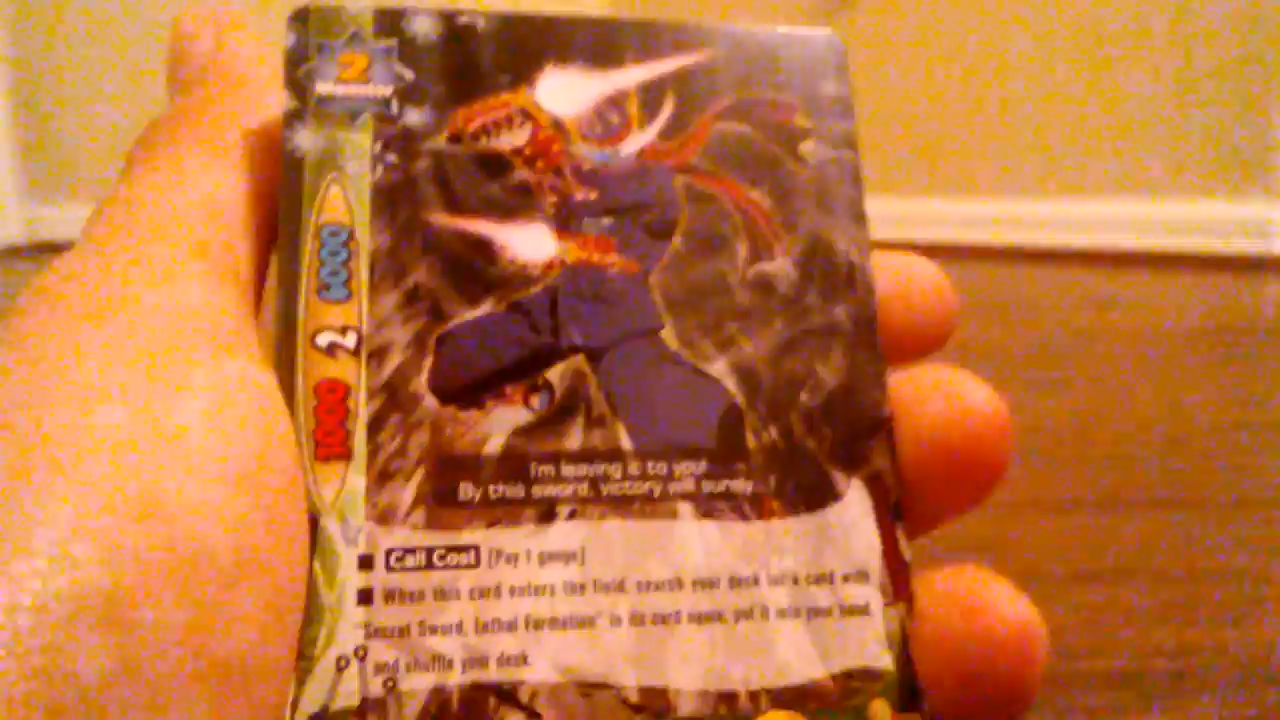 2
Monster
6000
2
1000
I'm leaving it to you!
By this sword, victory will surely...!
■ Call Cost [Pay 1 gauge]
■ When this card enters the field, search your deck for a card with
"Secret Sword, Lethal Formation" in its card name, put it into your hand,
and shuffle your deck.